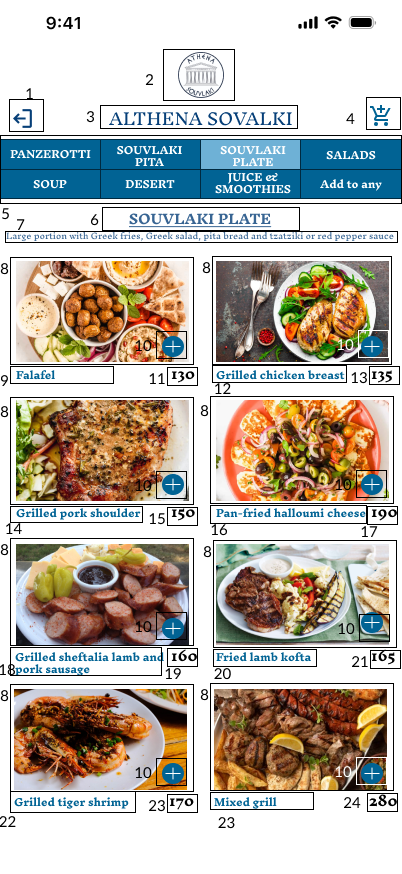 9:41
1
2
ATHENA
SOUVLAKI
3
ALTHENA SOVALKI
4
PANZEROTTI
SOUVLAKI
PITA
SOUVLAKI
PLATE
SALADS
SOUP
DESERT
JUICE &
SMOOTHIES
Add to any
5
7
6
SOUVLAKI PLATE
Large portion with Greek fries, Greek salad, pita bread and tzatziki or red pepper sauce
8
8
10
10
9
Falafel
11
130
12
Grilled chicken breast
13
135
8
8
10
10
14
Grilled pork shoulder
15
150
16
Pan-fried halloumi cheese
17
190
8
8
10
10
18
Grilled sheftalia lamb and
pork sausage
19
160
20
Fried lamb kofta
21
165
8
8
10
10
22
Grilled tiger shrimp
23
170
23
Mixed grill
24
280